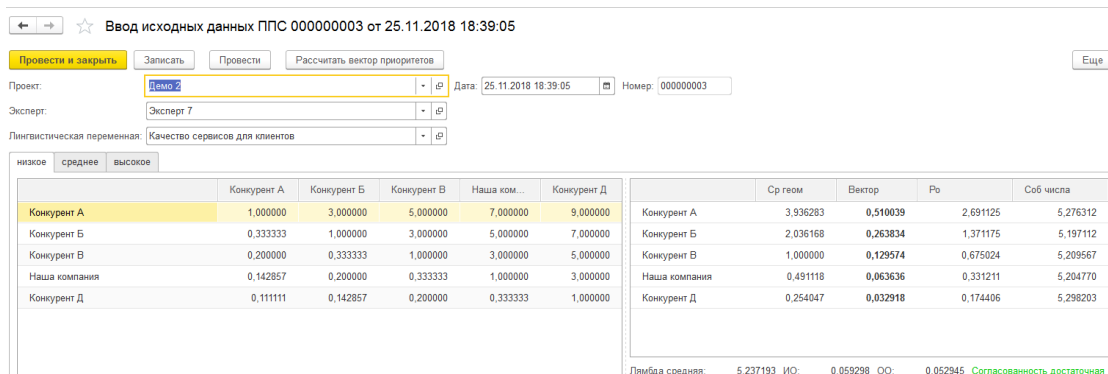 Ввод исходных данных ППС 000000003 от 25.11.2018 18:39:05
Провести и закрыть Записать Провести Рассчитать вектор приоритетов Еще
Проект: Демо 2 Дата: 25.11.2018 18:39:05 Номер: 000000003
Эксперт: Эксперт 7
Лингвистическая переменная: Качество сервисов для клиентов
низкое среднее высокое
Конкурент А Конкурент Б Конкурент В Наша ком... Конкурент Д Ср геом Вектор Ро Соб числа
Конкурент А 1,000000 3,000000 5,000000 7,000000 9,000000 Конкурент А 3,936283 0,510039 2,691125 5,276312
Конкурент Б 0,333333 1,000000 3,000000 5,000000 7,000000 Конкурент Б 2,036168 0,263834 1,371175 5,197112
Конкурент В 0,200000 0,333333 1,000000 3,000000 5,000000 Конкурент В 1,000000 0,129574 0,675024 5,209567
Наша компания 0,142857 0,200000 0,333333 1,000000 3,000000 Наша компания 0,491118 0,063636 0,331211 5,204770
Конкурент Д 0,111111 0,142857 0,200000 0,333333 1,000000 Конкурент Д 0,254047 0,032918 0,174406 5,298203
Лямбда средняя: 5,237193 ИО: 0,059298 ОО: 0,052945 Согласованность достаточная